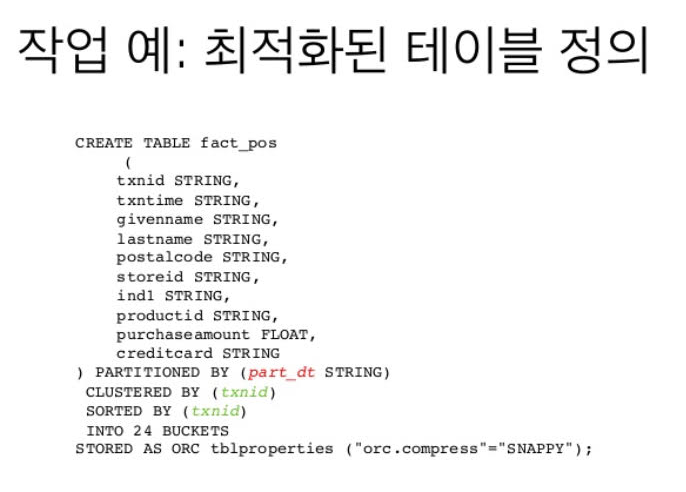 작업 예: 최적화된 테이블 정의
CREATE TABLE fact_pos
(
txnid STRING,
txntime STRING,
givenname STRING,
lastname STRING,
postalcode STRING,
storeid STRING,
ind1 STRING,
productid STRING,
purchaseamount FLOAT,
creditcard STRING
) PARTITIONED BY (part_dt STRING)
CLUSTERED BY (txnid)
SORTED BY (txnid)
INTO 24 BUCKETS
STORED AS ORC tblproperties ("orc.compress"="SNAPPY");